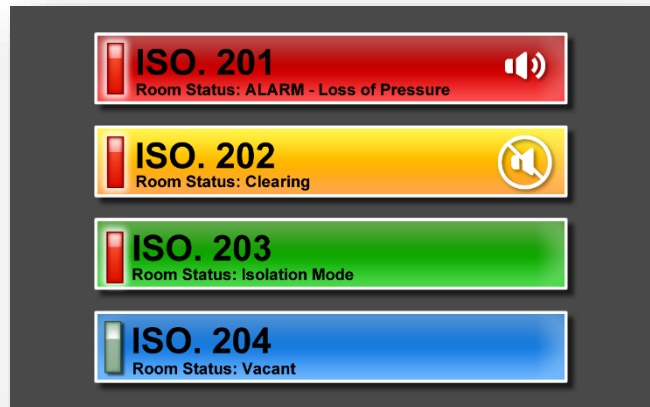 ISO. 201
Room Status: ALARM - Loss of Pressure
ISO. 202
Room Status: Clearing
ISO. 203
Room Status: Isolation Mode
ISO. 204
Room Status: Vacant